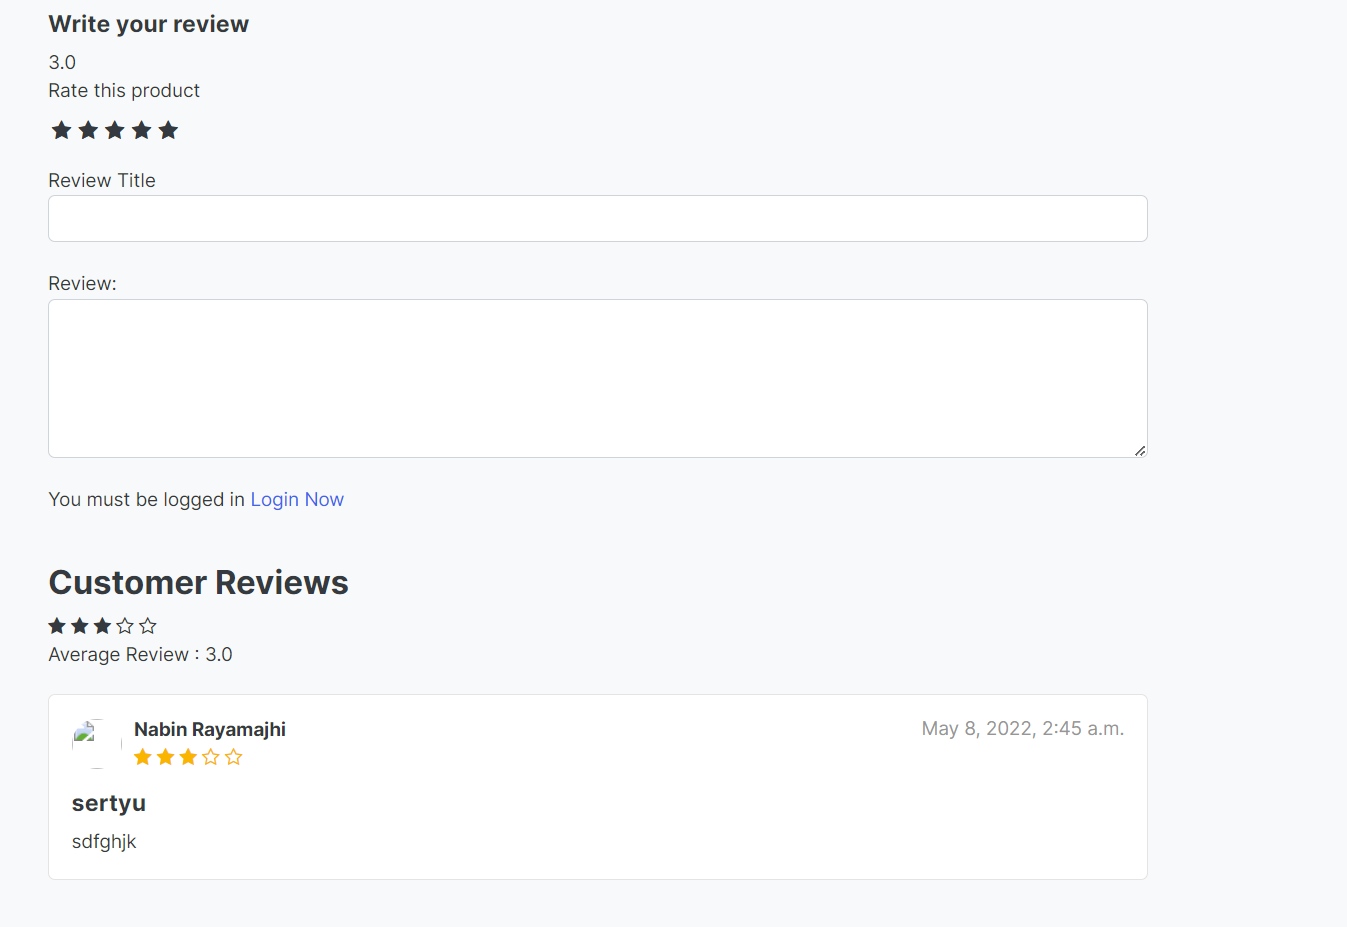 Write your review
3.0
Rate this product
Review Title
Review:
You must be logged in Login Now
Customer Reviews
Average Review : 3.0
Nabin Rayamajhi
May 8, 2022, 2:45 a.m.
sertyu
sdfghjk